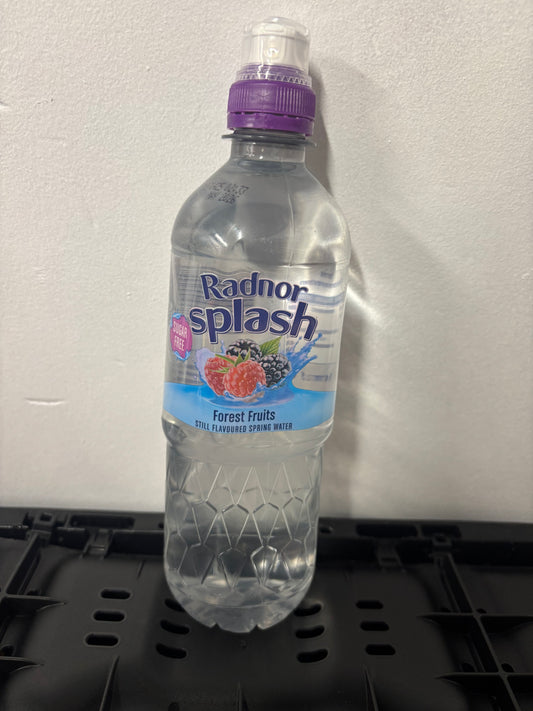 Radnor
splash
SUGAR
FREE
Forest Fruits
STILL FLAVOURED SPRING WATER